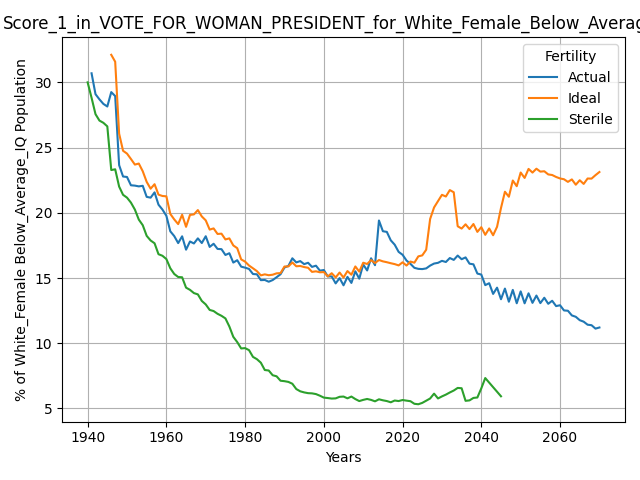 Score_1_in_VOTE_FOR_WOMAN_PRESIDENT_for_White_Female_Below_Averag
% of White_Female Below_Average_IQ Population
30
25
20
15
10
5
Fertility
Actual
Ideal
Sterile
1940
1960
1980
2000
2020
2040
2060
Years